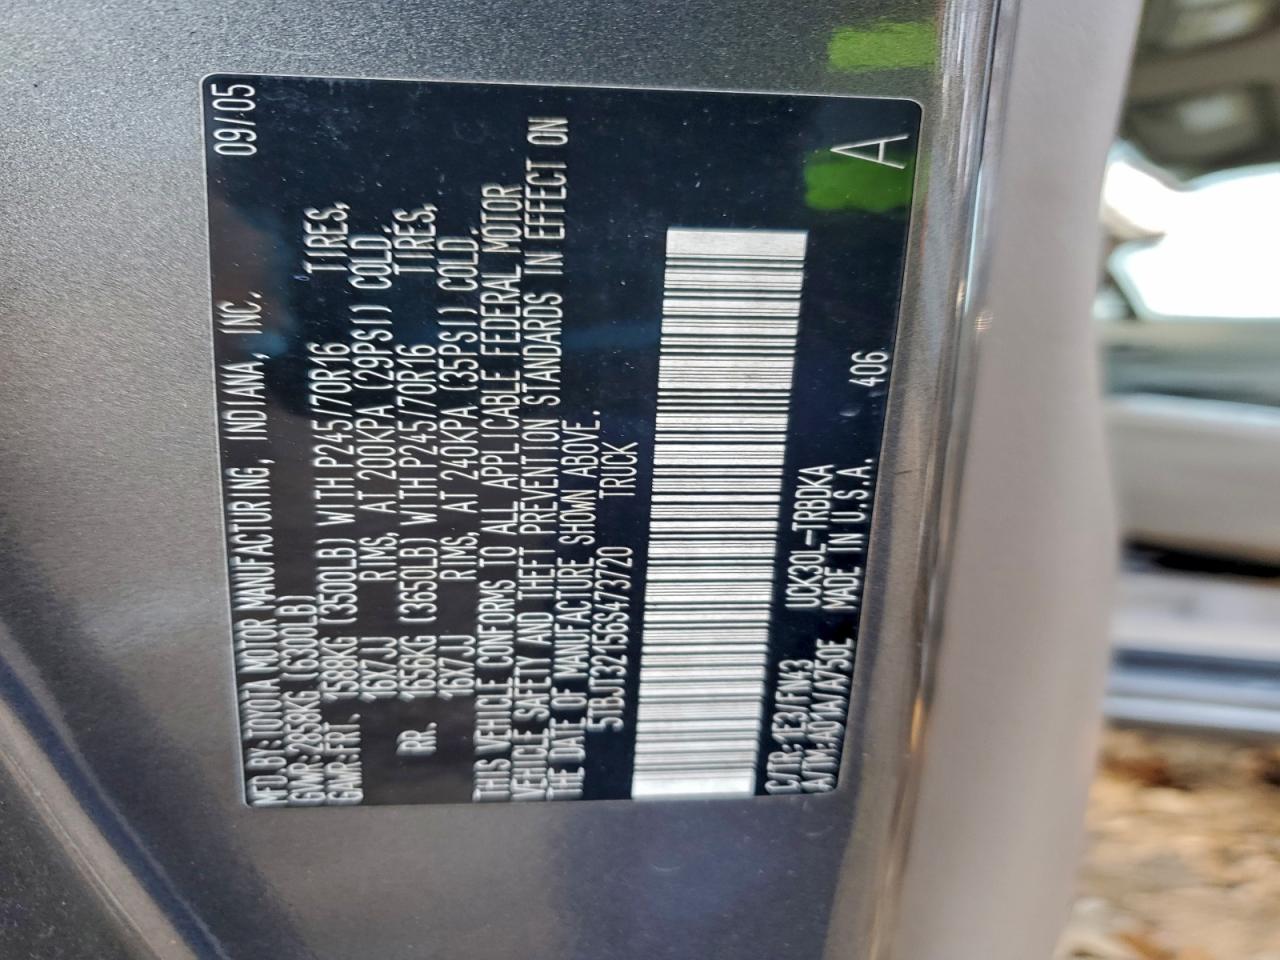 MFD.BY:TOYOTA MOTOR MANUFACTURING, INDIANA, INC. 09/05
GVWR:2858KG (6300LB)
GAWR:FRT. 1588KG (3500LB) WITH P245/70R16 TIRES,
16X7JJ RIMS, AT 200KPA (29PSI) COLD.
RR. 1656KG (3650LB) WITH P245/70R16 TIRES,
16X7JJ RIMS, AT 240KPA (35PSI) COLD.
THIS VEHICLE CONFORMS TO ALL APPLICABLE FEDERAL MOTOR
VEHICLE SAFETY AND THEFT PREVENTION STANDARDS IN EFFECT ON
THE DATE OF MANUFACTURE SHOWN ABOVE.
5TBJT32156S473720 TRUCK
C/TR:1E3/FN43 UCK30L-TRBDKA
A/TM:A01A/A750E MADE IN U.S.A. 406 A